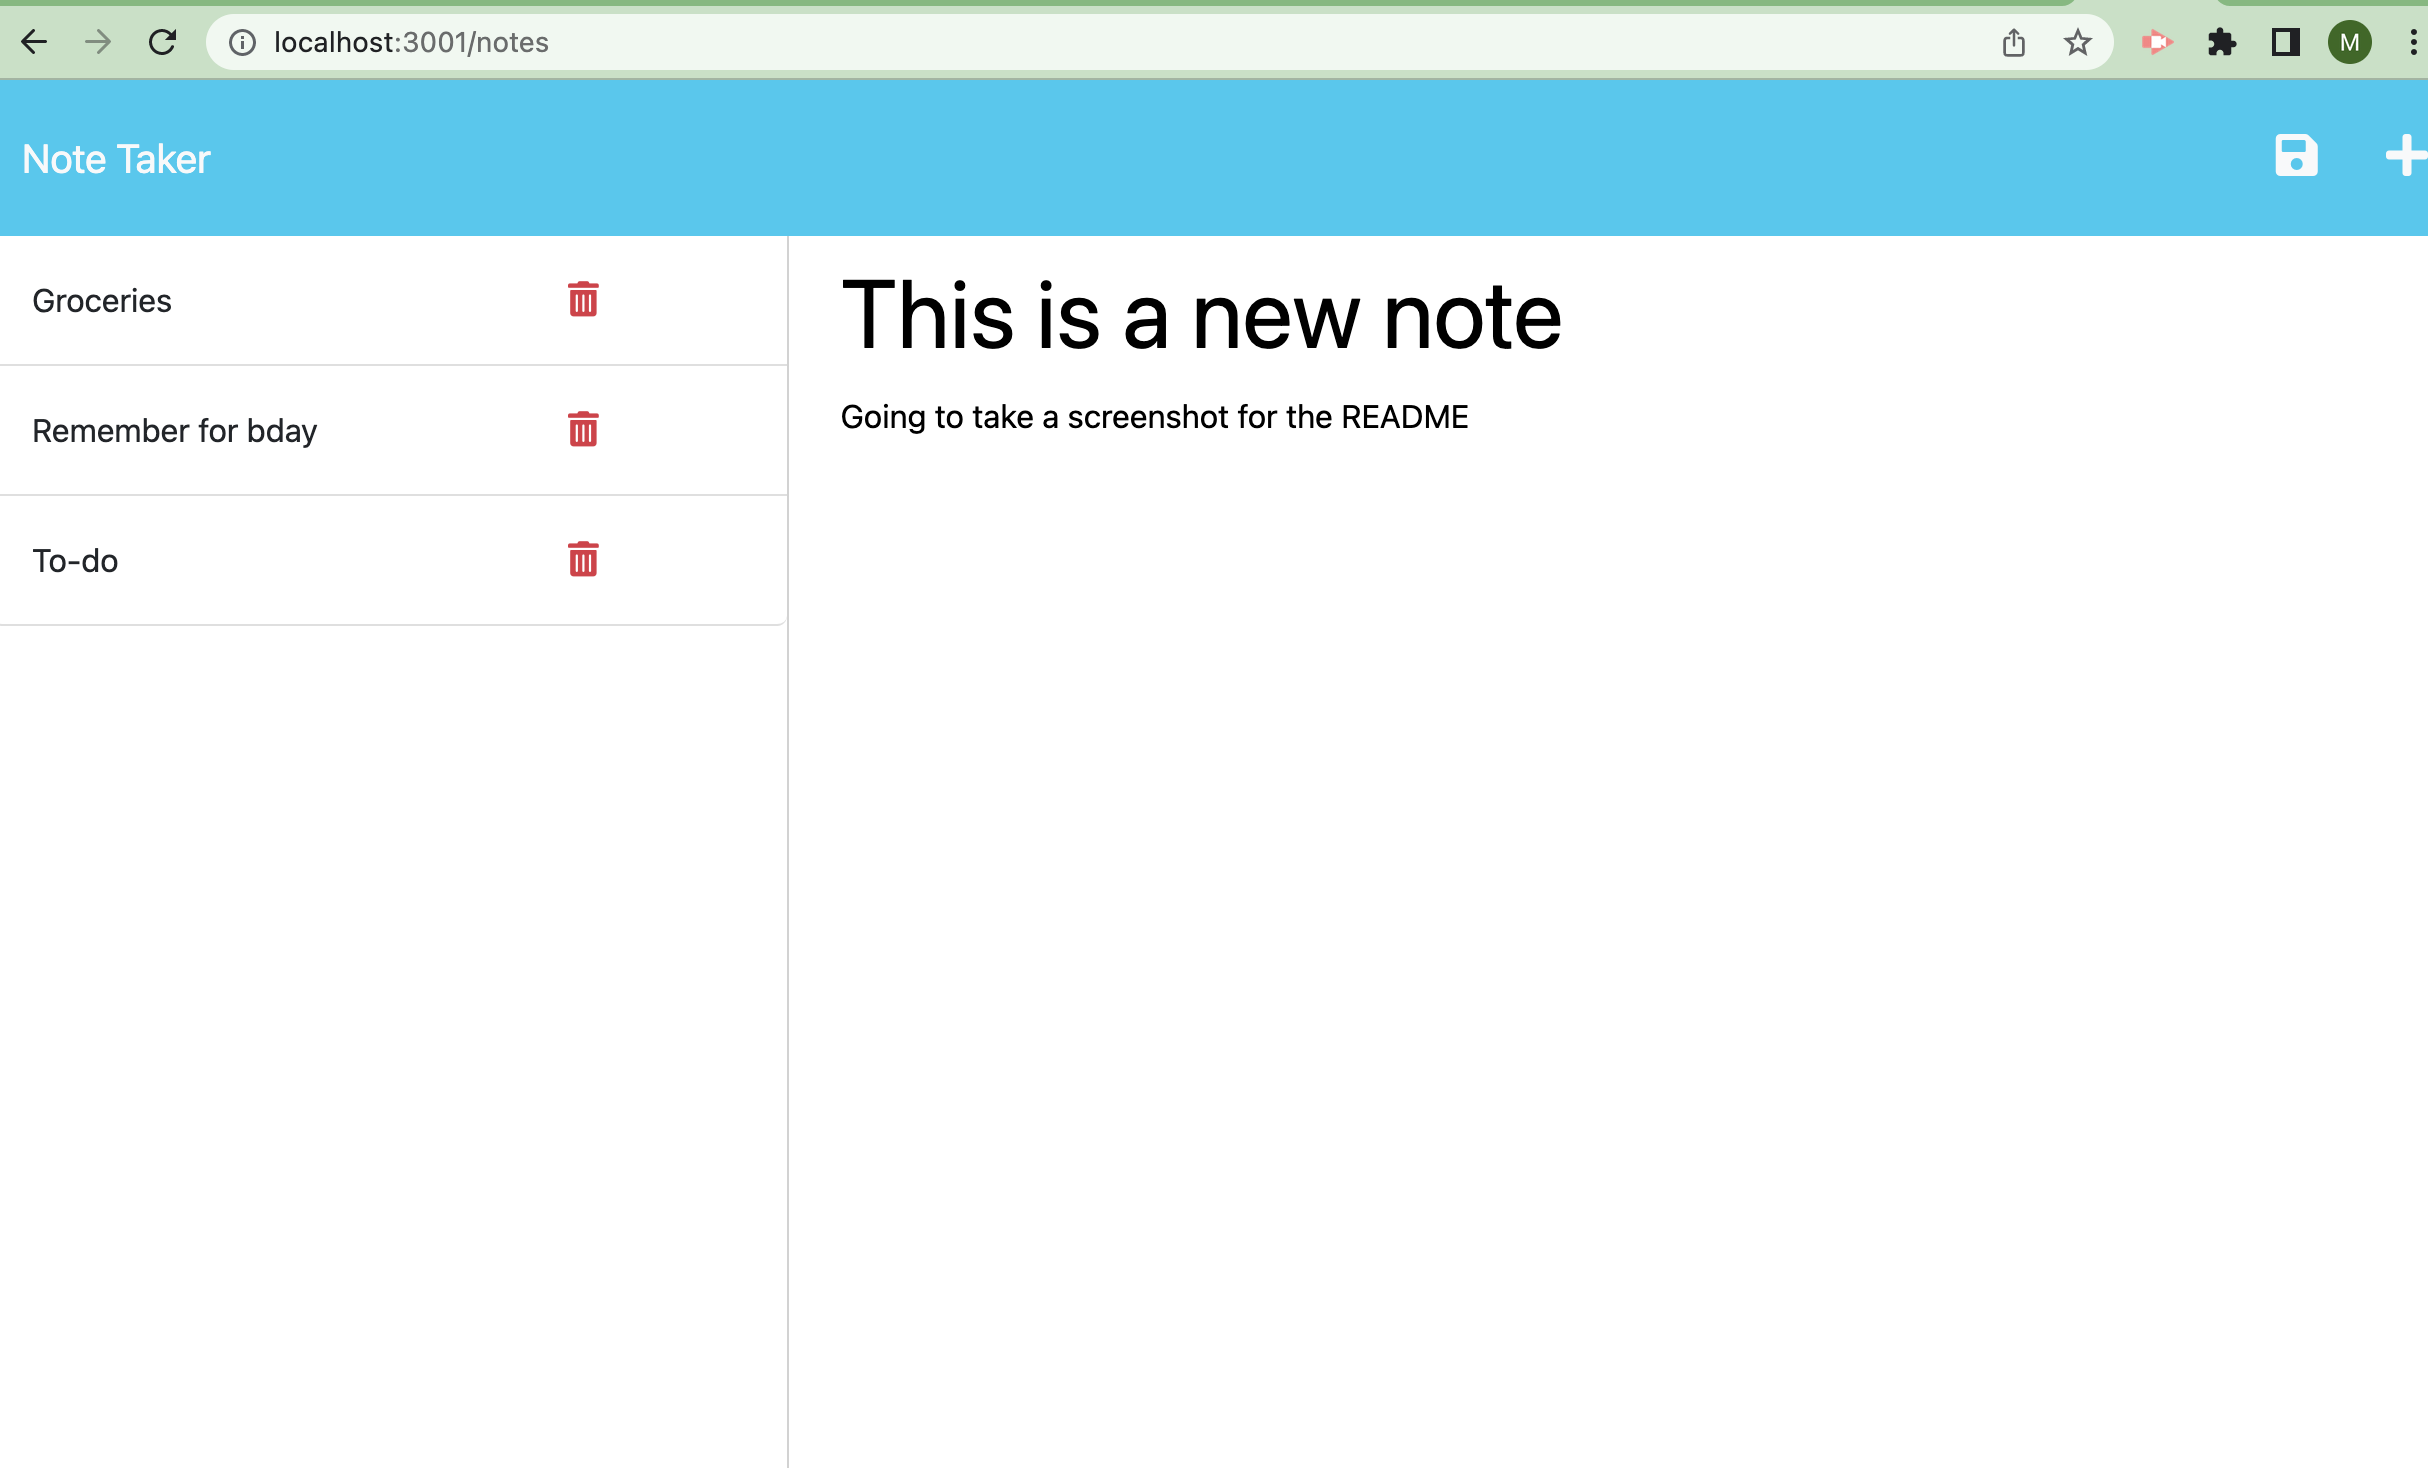 localhost:3001/notes
M
Note Taker
Groceries
Remember for bday
To-do
This is a new note
Going to take a screenshot for the README